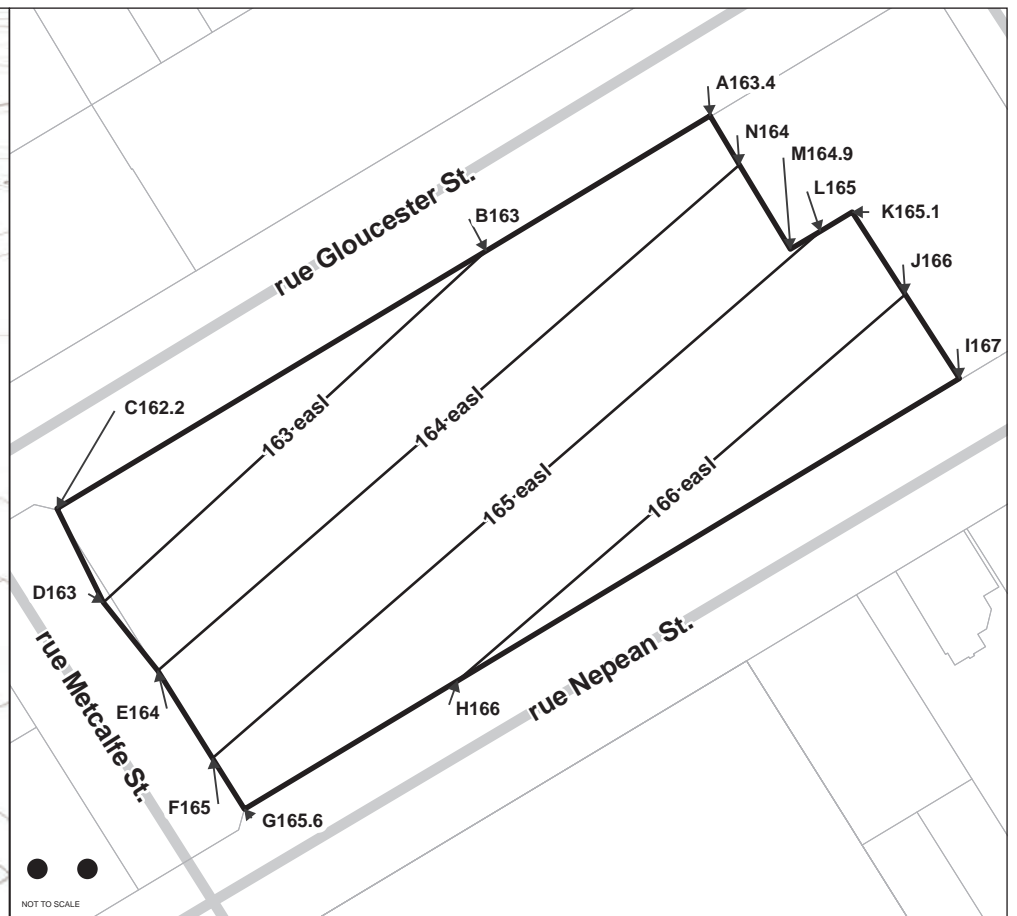 A163.4
N164
M164.9
L165
K165.1
B163
rue Gloucester St.
J166
I167
C162.2
163 easl
164 easl
165 easl
166 easl
D163
rue Metcalfe St.
E164
H166
rue Nepean St.
F165
G165.6
NOT TO SCALE